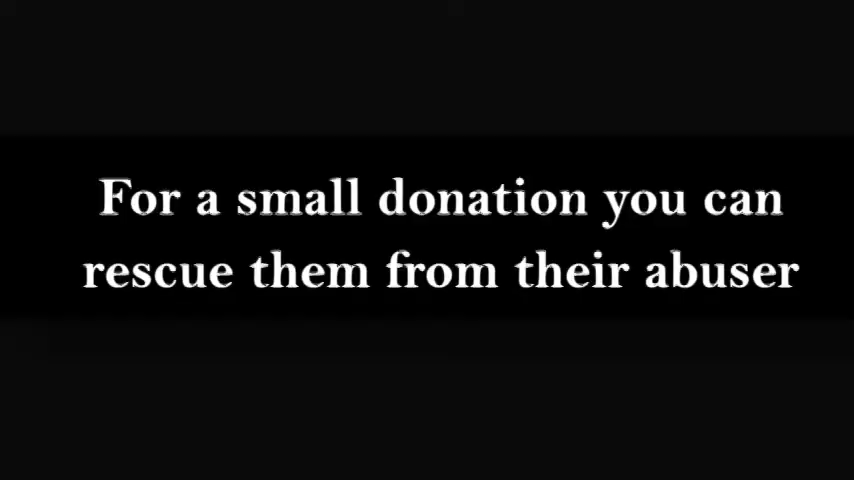 For a small donation you can
rescue them from their abuser